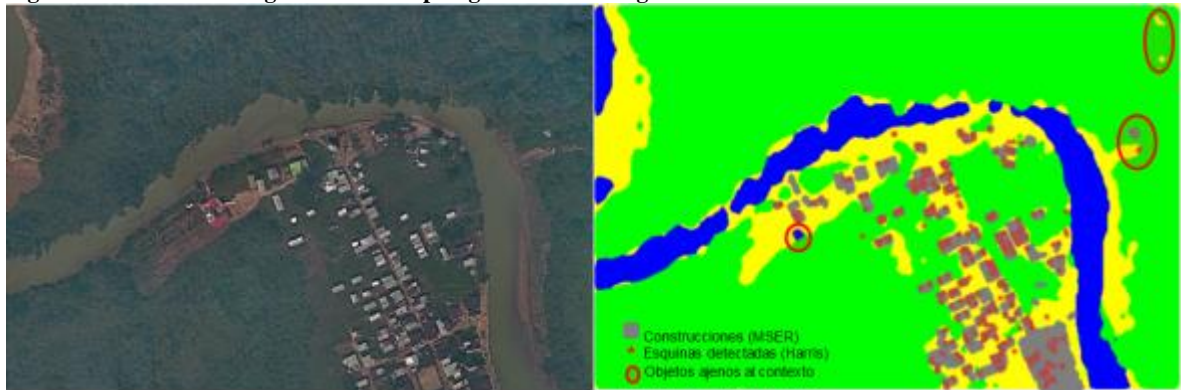 Construcciones (MSER)
Esquinas detectadas (Harris)
Objetos ajenos al contexto